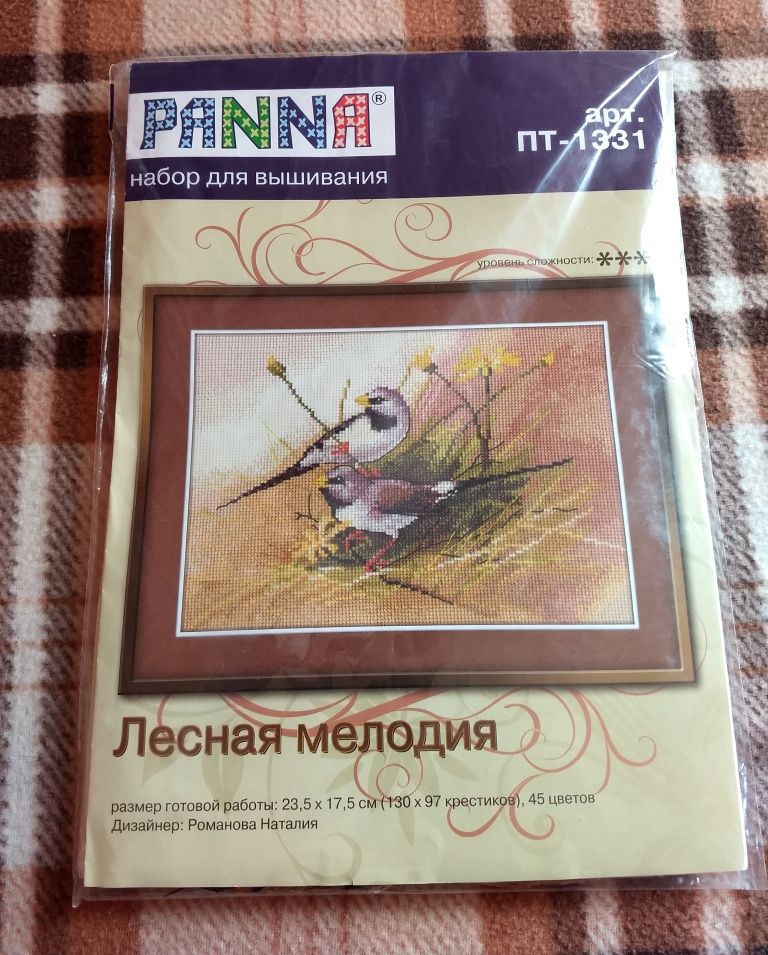 PANNA®
арт.
ПТ-1331
набор для вышивания
уровень сложности: ***
Лесная мелодия
размер готовой работы: 23,5 х 17,5 см (130 х 97 крестиков), 45 цветов
Дизайнер: Романова Наталия